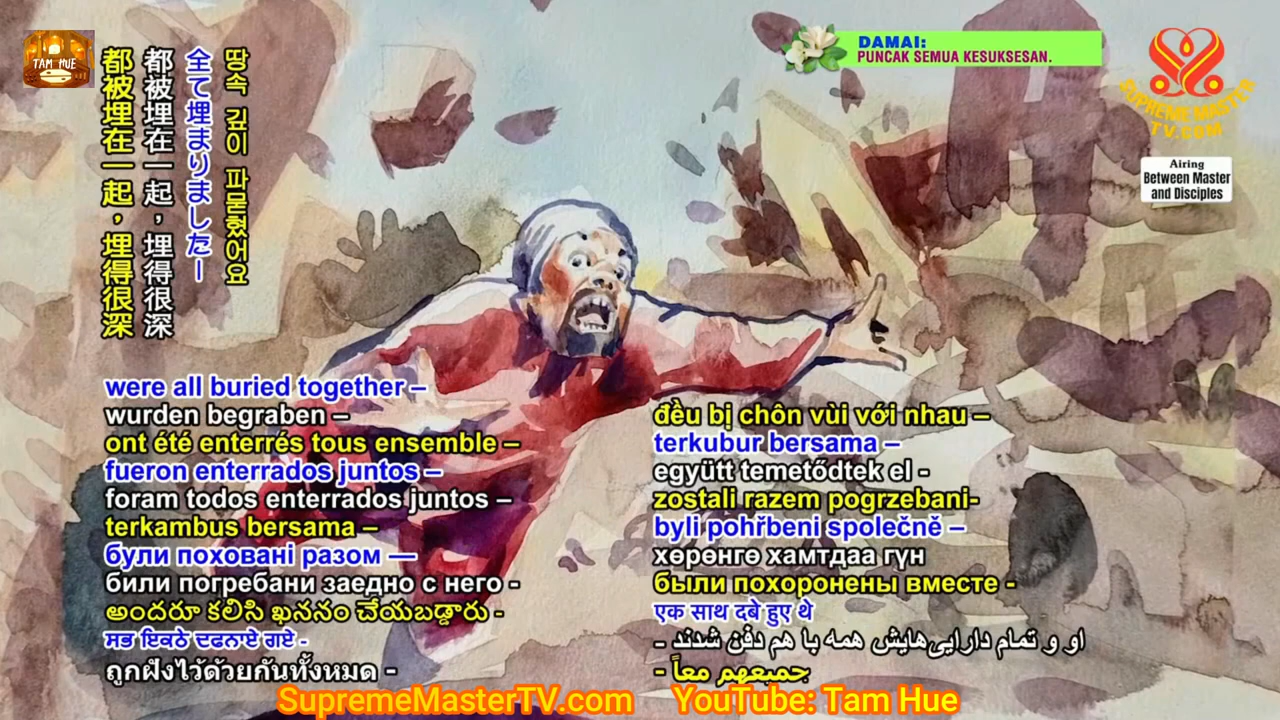 TAM HUE
땅속 깊이 파묻혔어요
全て埋まりました－
都被埋在一起，埋得很深
都被埋在一起，埋得很深
DAMAI:
PUNCAK SEMUA KESUKSESAN.
SUPREME MASTER
TV.COM
Airing
Between Master
and Disciples
were all buried together –
wurden begraben –
ont été enterrés tous ensemble –
fueron enterrados juntos –
foram todos enterrados juntos –
terkambus bersama –
були поховані разом —
били погребани заедно с него -
అందరూ కలిసి ఖననం చేయబడ్డారు -
ਸਭ ਇਕਠੇ ਦਫਨਾਏ ਗਏ -
ถูกฝังไว้ด้วยกันทั้งหมด -
đều bị chôn vùi với nhau –
terkubur bersama –
együtt temetődtek el -
zostali razem pogrzebani-
byli pohřbeni společně –
хөрөнгө хамтдаа гүн
были похоронены вместе -
एक साथ दबे हुए थे
او و تمام دارایی‌هایش همه با هم دفن شدند -
جميعهم معاً -
SupremeMasterTV.com YouTube: Tam Hue